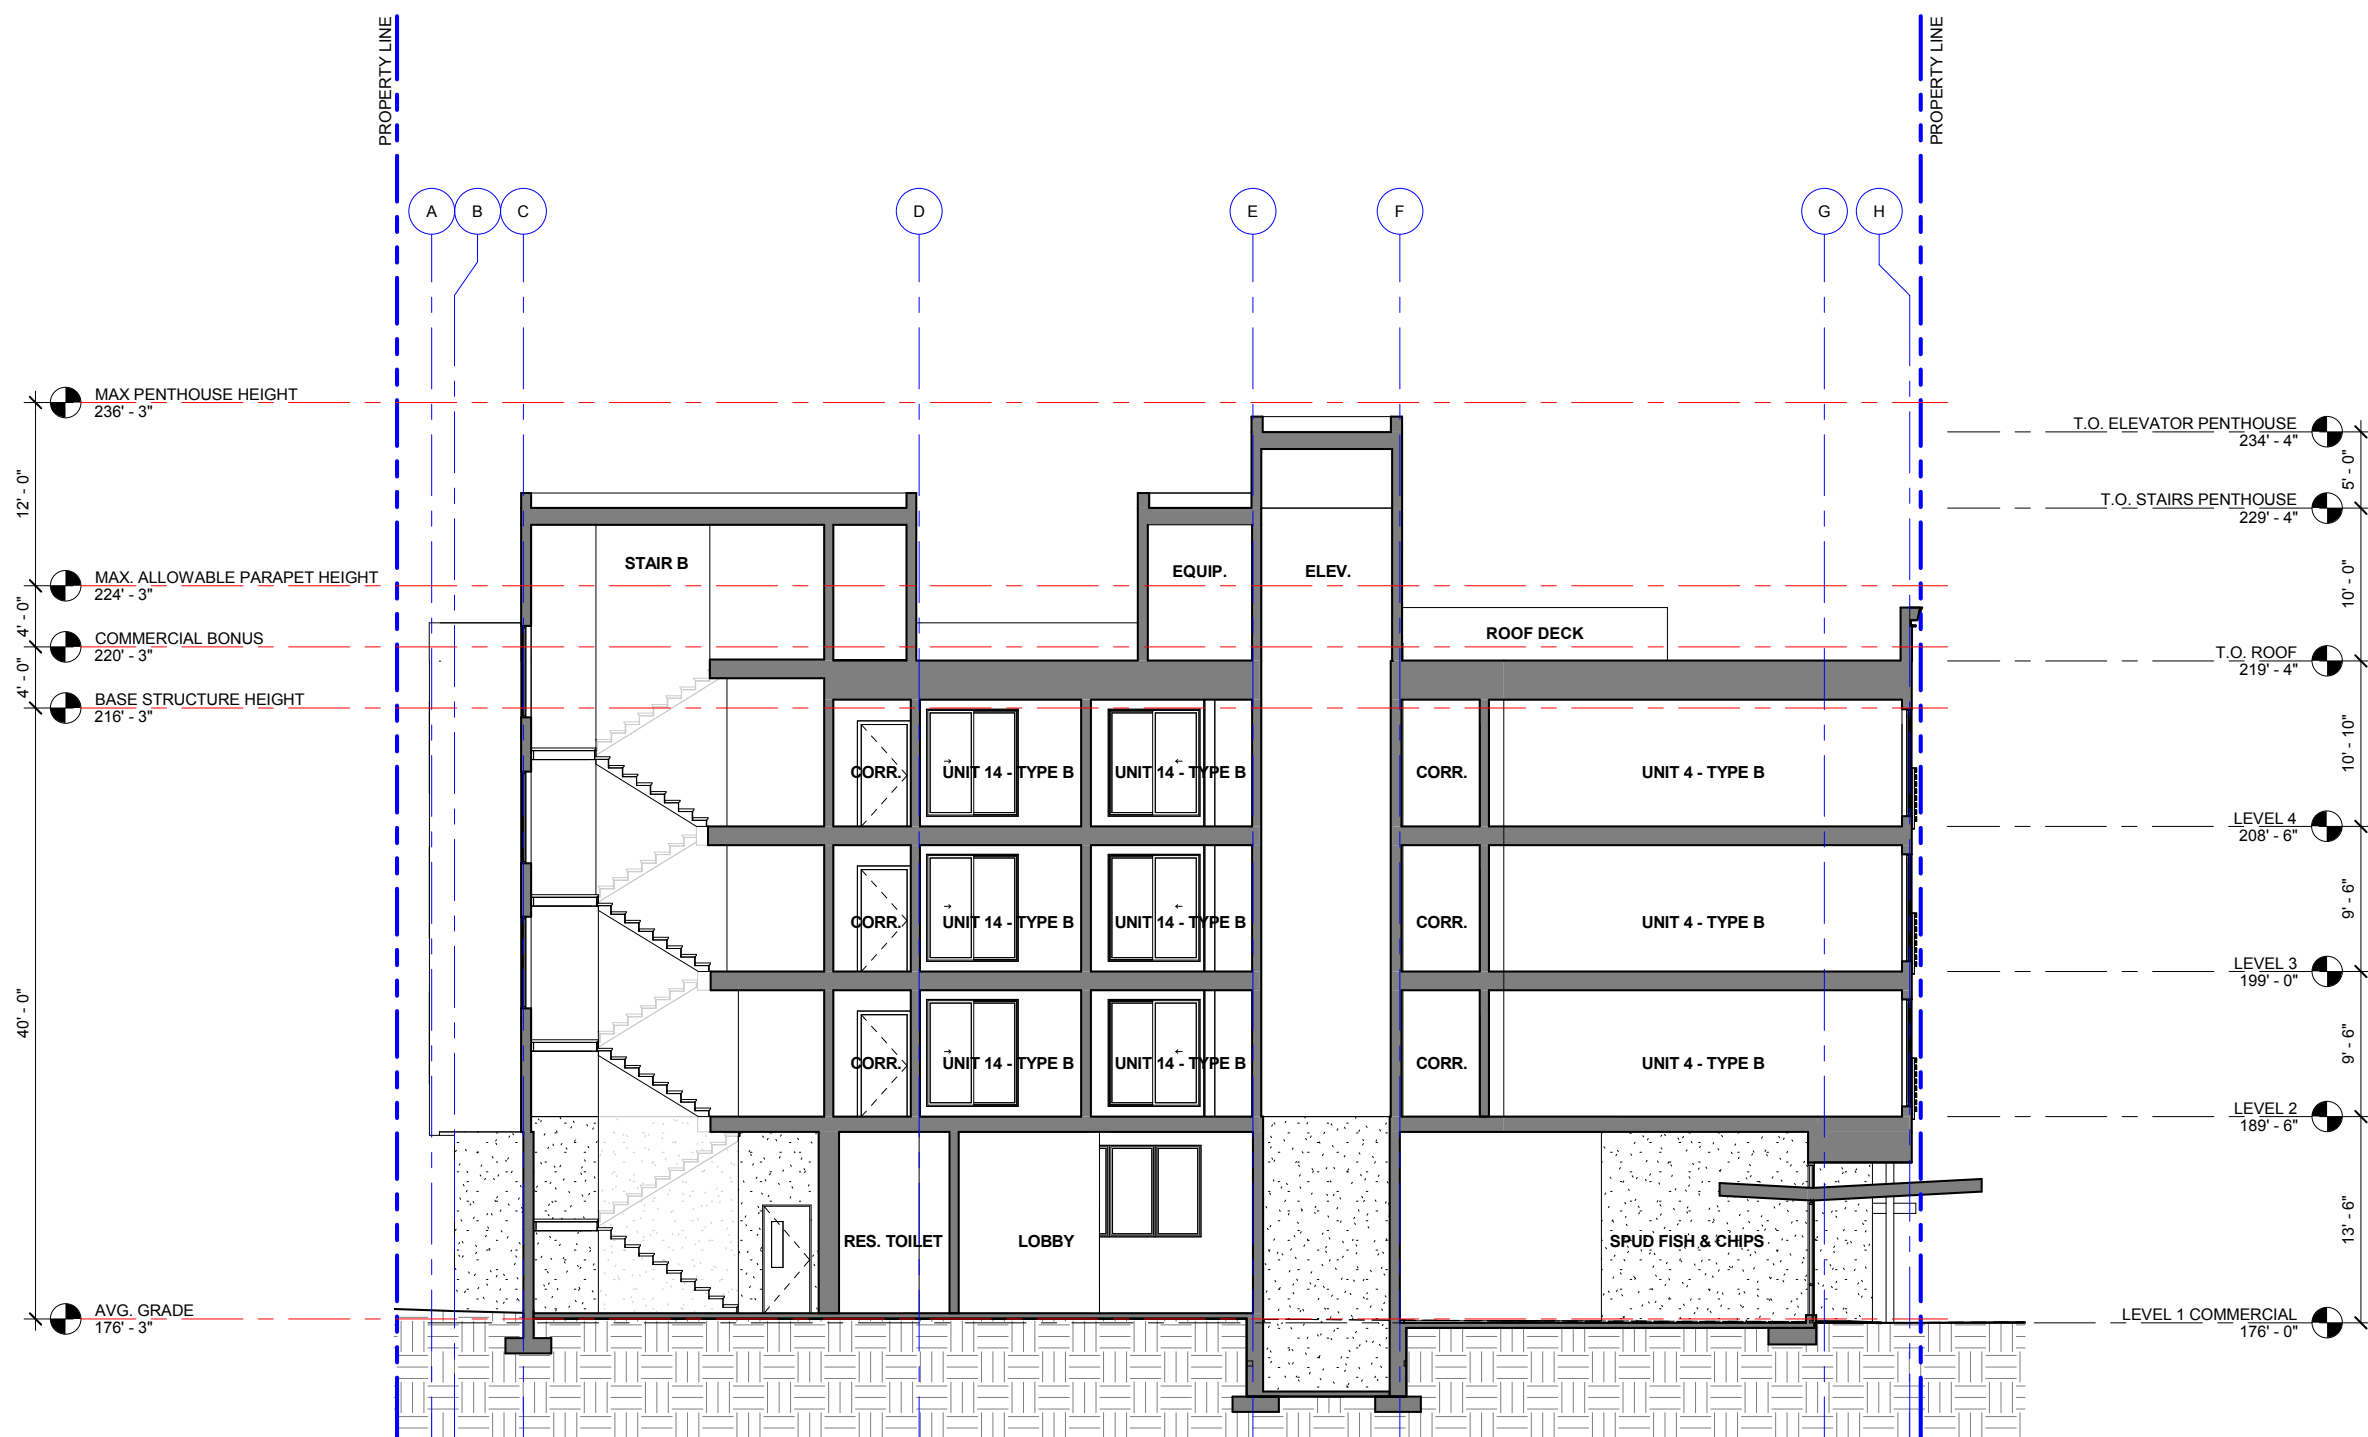 PROPERTY LINE
PROPERTY LINE
A
B
C
D
E
F
G
H
MAX PENTHOUSE HEIGHT
236' - 3"
12' - 0"
MAX. ALLOWABLE PARAPET HEIGHT
224' - 3"
4' - 0"
COMMERCIAL BONUS
220' - 3"
4' - 0"
BASE STRUCTURE HEIGHT
216' - 3"
40' - 0"
AVG. GRADE
176' - 3"
STAIR B
EQUIP.
ELEV.
ROOF DECK
CORR.
UNIT 14 - TYPE B
UNIT 14 - TYPE B
CORR.
UNIT 4 - TYPE B
CORR.
UNIT 14 - TYPE B
UNIT 14 - TYPE B
CORR.
UNIT 4 - TYPE B
CORR.
UNIT 14 - TYPE B
UNIT 14 - TYPE B
CORR.
UNIT 4 - TYPE B
RES. TOILET
LOBBY
SPUD FISH & CHIPS
T.O. ELEVATOR PENTHOUSE
234' - 4"
5' - 0"
T.O. STAIRS PENTHOUSE
229' - 4"
10' - 0"
T.O. ROOF
219' - 4"
10' - 10"
LEVEL 4
208' - 6"
9' - 6"
LEVEL 3
199' - 0"
9' - 6"
LEVEL 2
189' - 6"
13' - 6"
LEVEL 1 COMMERCIAL
176' - 0"